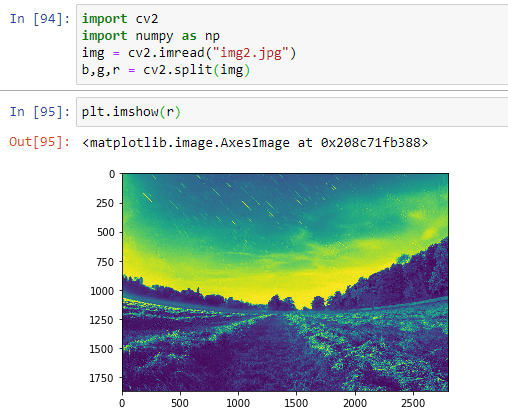 In [94]: import cv2
import numpy as np
img = cv2.imread("img2.jpg")
b,g,r = cv2.split(img)
In [95]: plt.imshow(r)
Out[95]: <matplotlib.image.AxesImage at 0x208c71fb388>
0
250
500
750
1000
1250
1500
1750
0 500 1000 1500 2000 2500